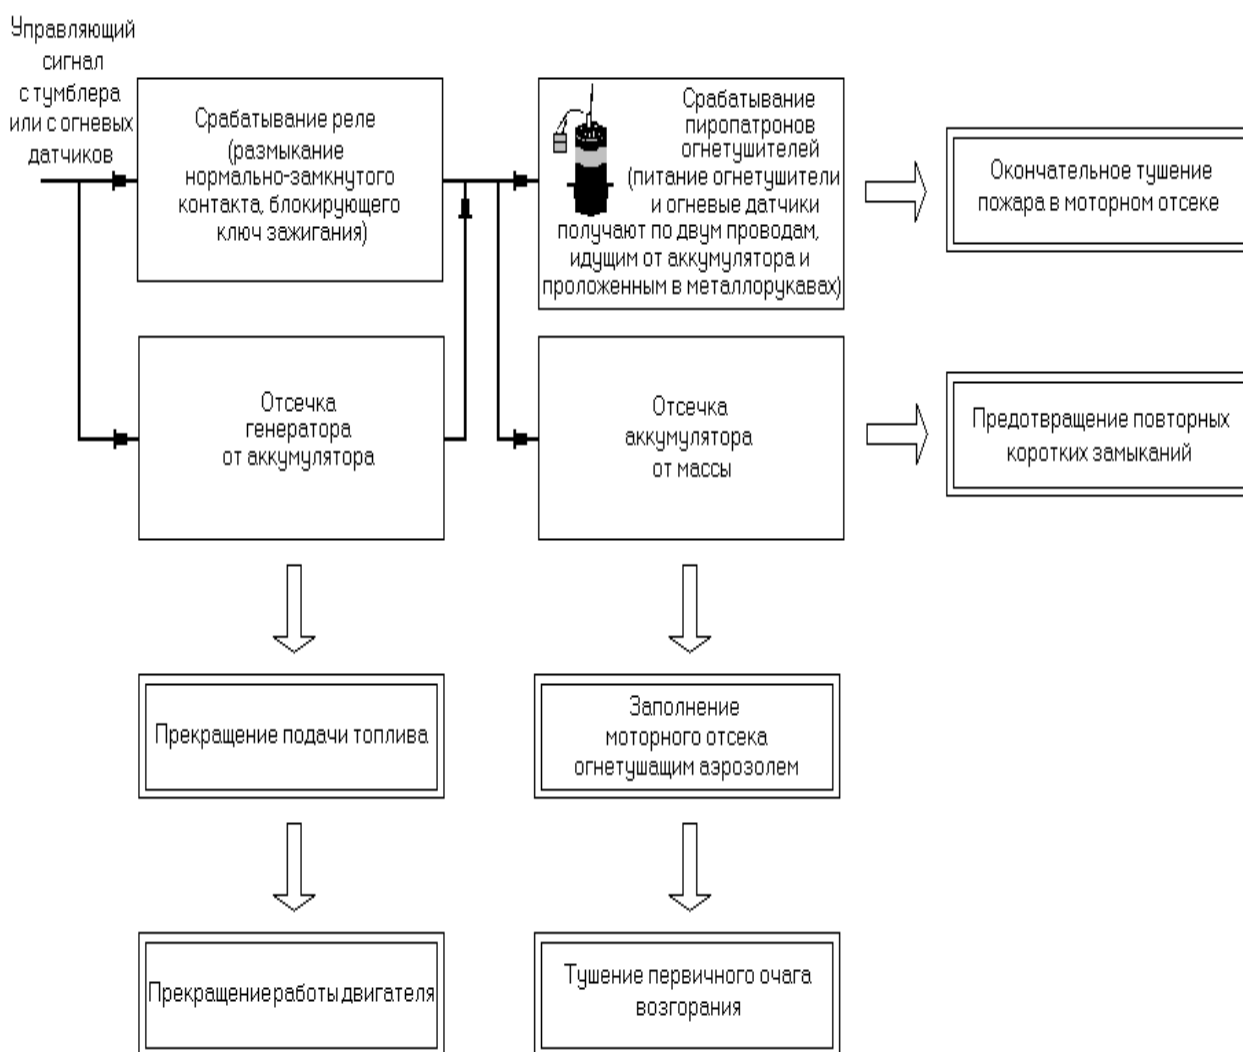 Управляющий
сигнал
с тумблера
или с огневых
датчиков
Срабатывание реле
(размыкание
нормально-замкнутого
контакта, блокирующего
ключ зажигания)
Срабатывание
пиропатронов
огнетушителей
(питание огнетушители
и огневые датчики
получают по двум проводам,
идущим от аккумулятора и
проложенным в металлорукавах)
Окончательное тушение
пожара в моторном отсеке
Отсечка
генератора
от аккумулятора
Отсечка
аккумулятора
от массы
Предотвращение повторных
коротких замыканий
Прекращение подачи топлива
Заполнение
моторного отсека
огнетушащим аэрозолем
Прекращение работы двигателя
Тушение первичного очага
возгорания